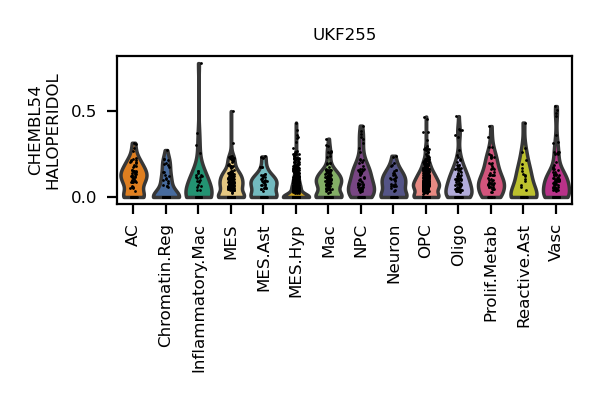 UKF255
CHEMBL54
HALOPERIDOL
0.5
0.0
AC
Chromatin.Reg
Inflammatory.Mac
MES
MES.Ast
MES.Hyp
Mac
NPC
Neuron
OPC
Oligo
Prolif.Metab
Reactive.Ast
Vasc